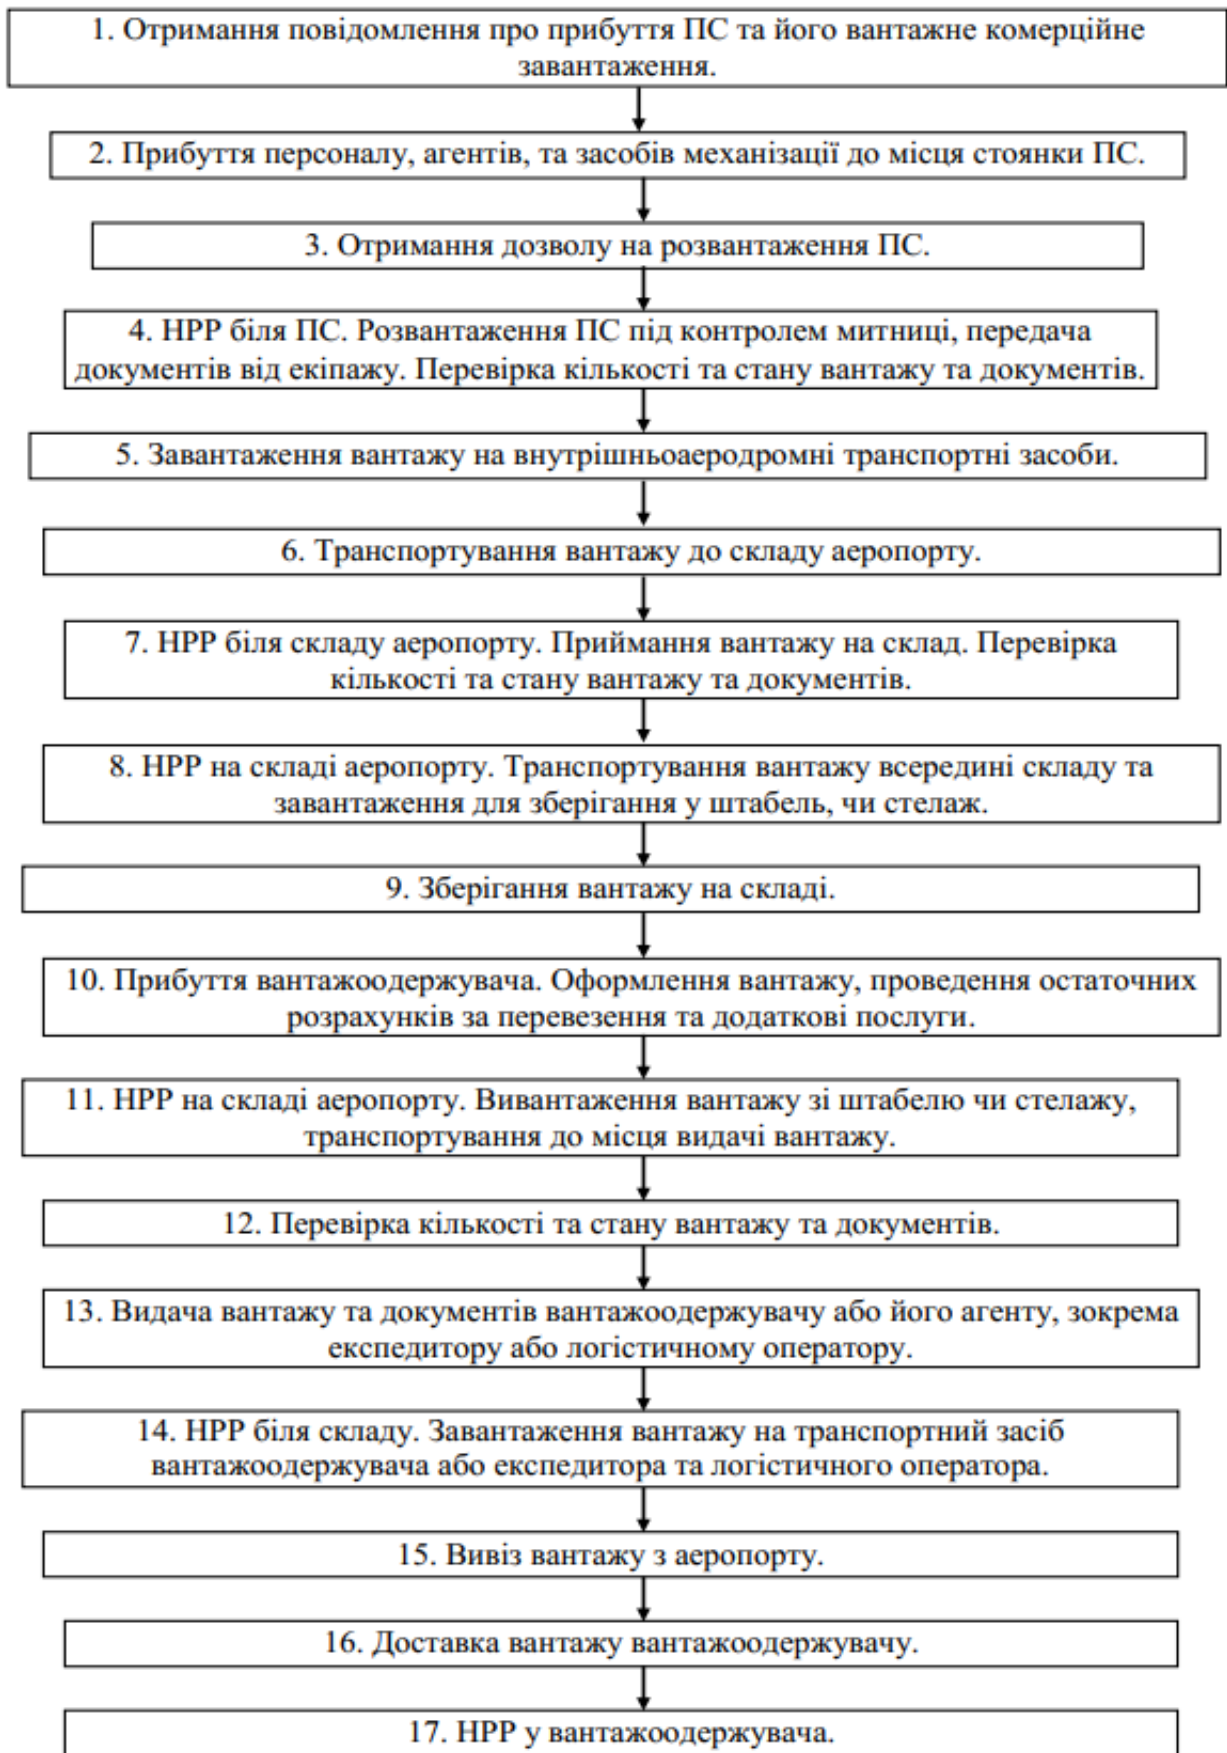 1. Отримання повідомлення про прибуття ПС та його вантажне комерційне
завантаження.
2. Прибуття персоналу, агентів, та засобів механізації до місця стоянки ПС.
3. Отримання дозволу на розвантаження ПС.
4. НРР біля ПС. Розвантаження ПС під контролем митниці, передача
документів від екіпажу. Перевірка кількості та стану вантажу та документів.
5. Завантаження вантажу на внутрішньоаеродромні транспортні засоби.
6. Транспортування вантажу до складу аеропорту.
7. НРР біля складу аеропорту. Приймання вантажу на склад. Перевірка
кількості та стану вантажу та документів.
8. НРР на складі аеропорту. Транспортування вантажу всередині складу та
завантаження для зберігання у штабель, чи стелаж.
9. Зберігання вантажу на складі.
10. Прибуття вантажоодержувача. Оформлення вантажу, проведення остаточних
розрахунків за перевезення та додаткові послуги.
11. НРР на складі аеропорту. Вивантаження вантажу зі штабелю чи стелажу,
транспортування до місця видачі вантажу.
12. Перевірка кількості та стану вантажу та документів.
13. Видача вантажу та документів вантажоодержувачу або його агенту, зокрема
експедитору або логістичному оператору.
14. НРР біля складу. Завантаження вантажу на транспортний засіб
вантажоодержувача або експедитора та логістичного оператора.
15. Вивіз вантажу з аеропорту.
16. Доставка вантажу вантажоодержувачу.
17. НРР у вантажоодержувача.